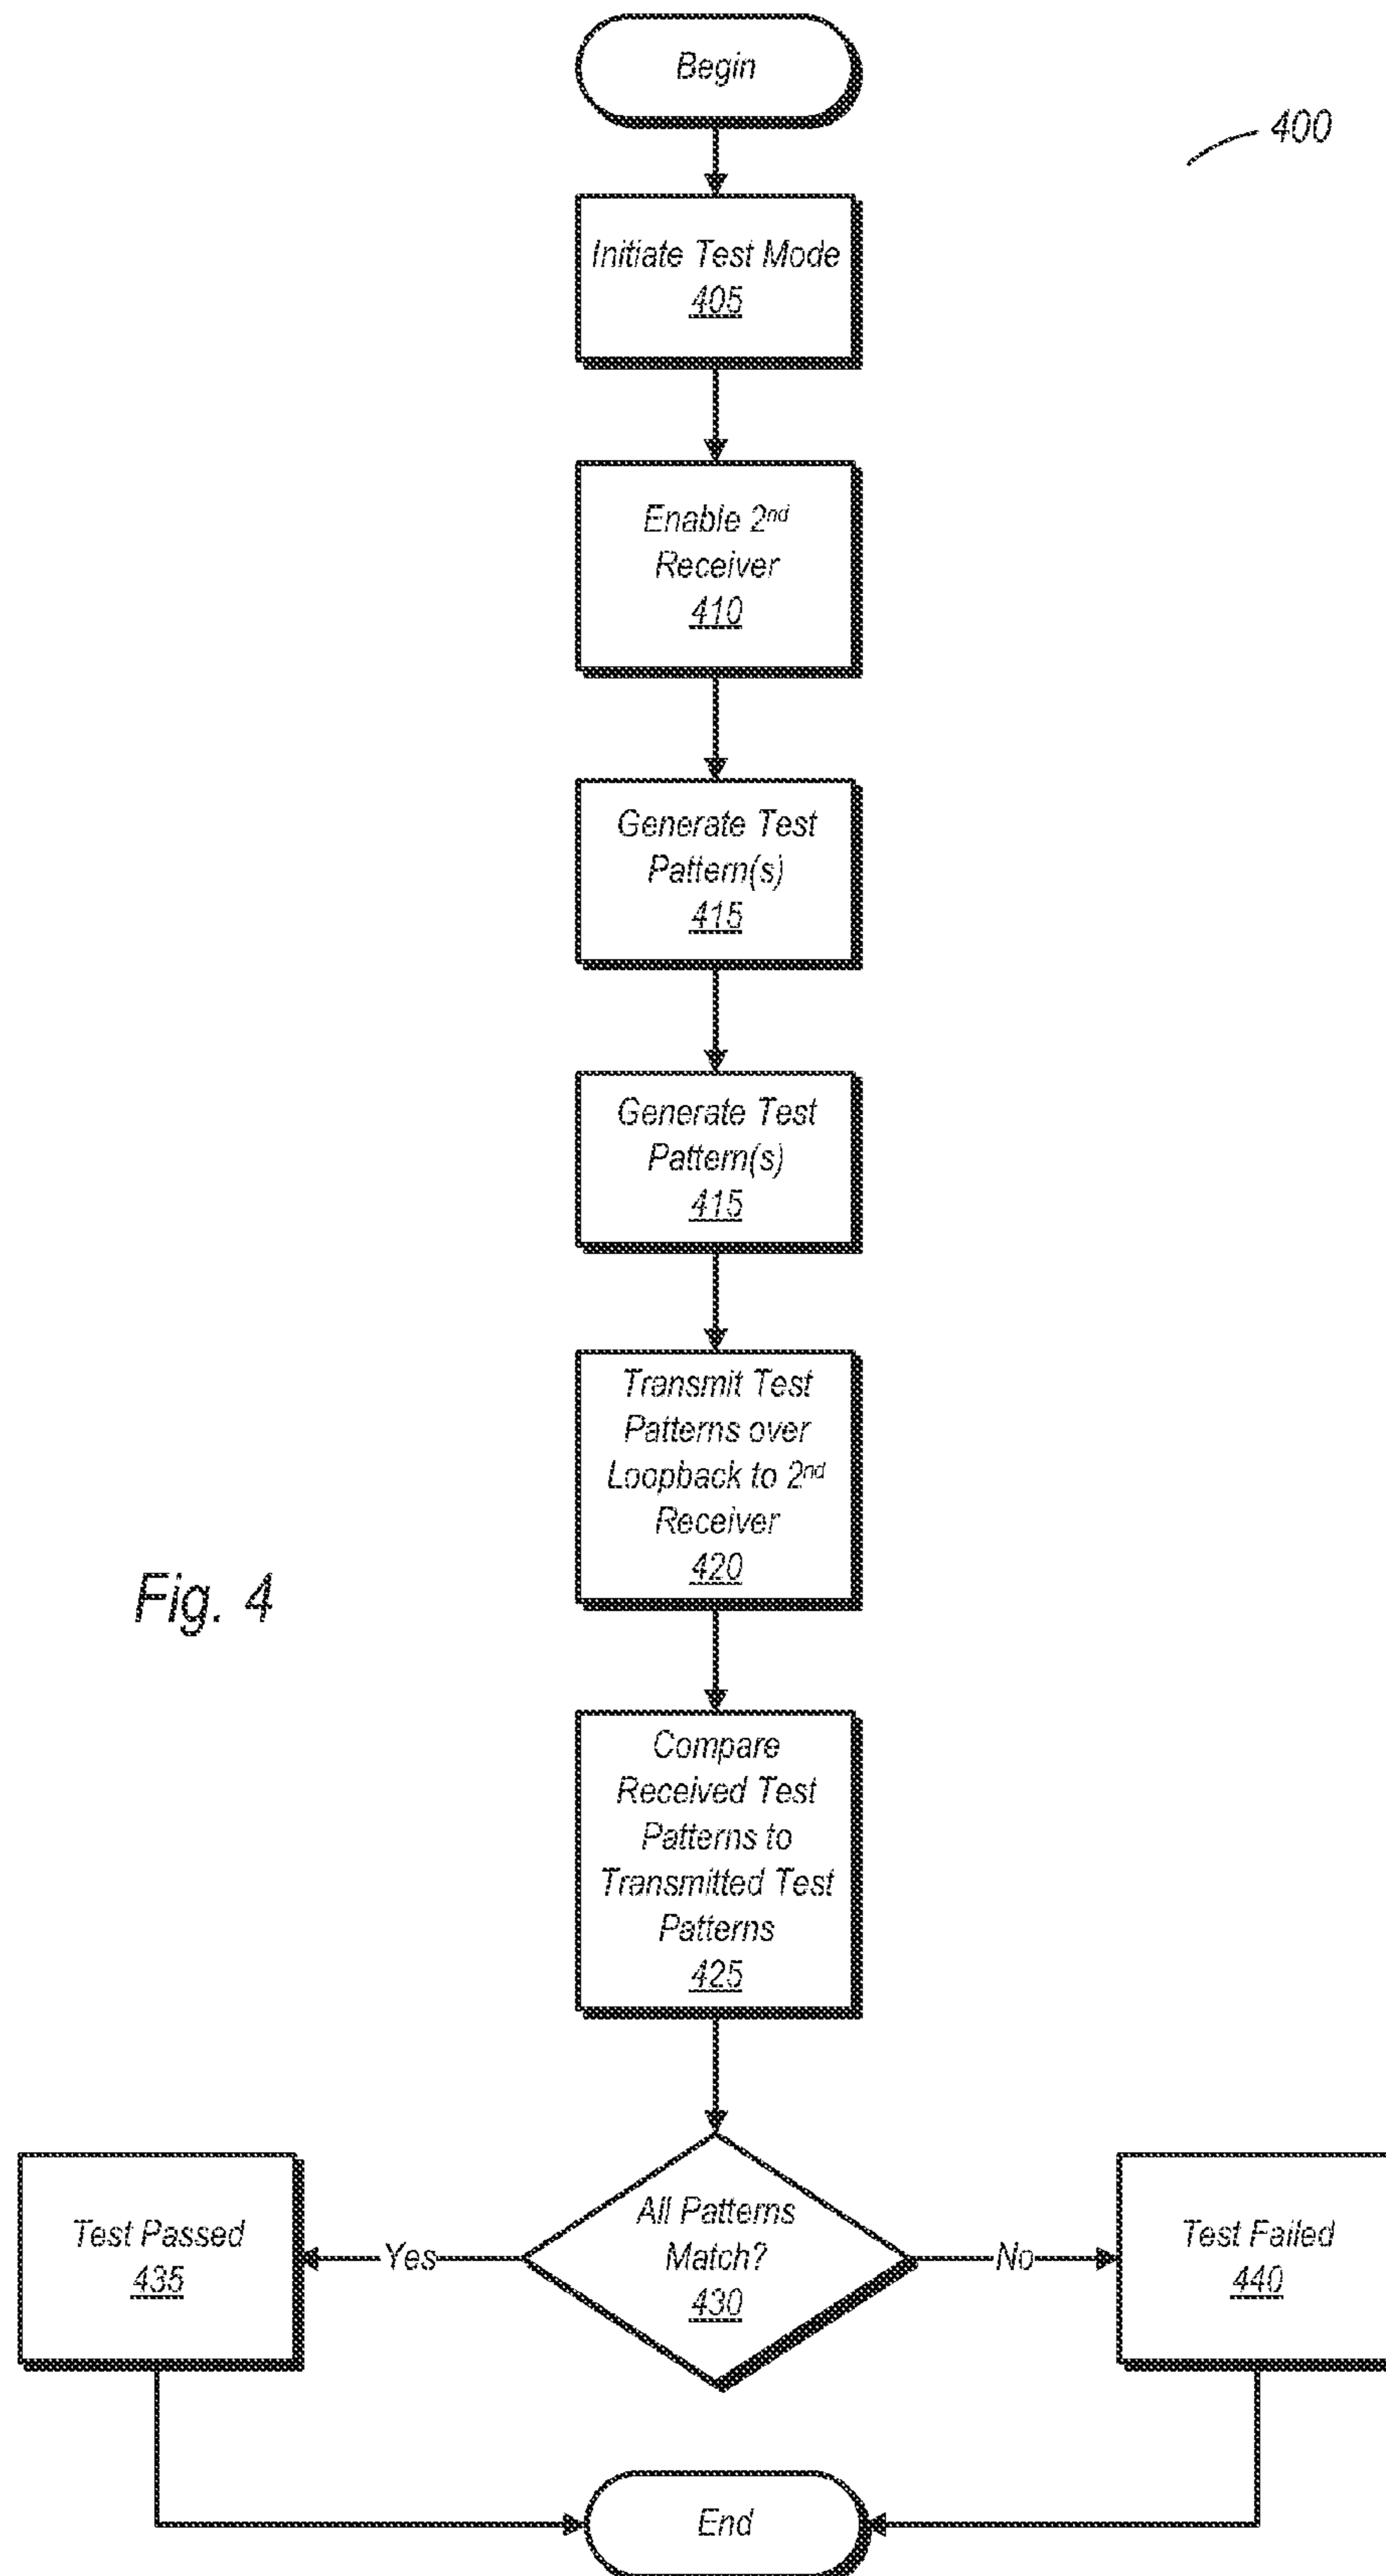 Begin
400
Initiate Test Mode
405
Enable 2nd
Receiver
410
Generate Test
Pattern(s)
415
Generate Test
Pattern(s)
415
Transmit Test
Patterns over
Loopback to 2nd
Receiver
420
Fig. 4
Compare
Received Test
Patterns to
Transmitted Test
Patterns
425
Test Passed
435
Yes
All Patterns
Match?
430
No
Test Failed
440
End